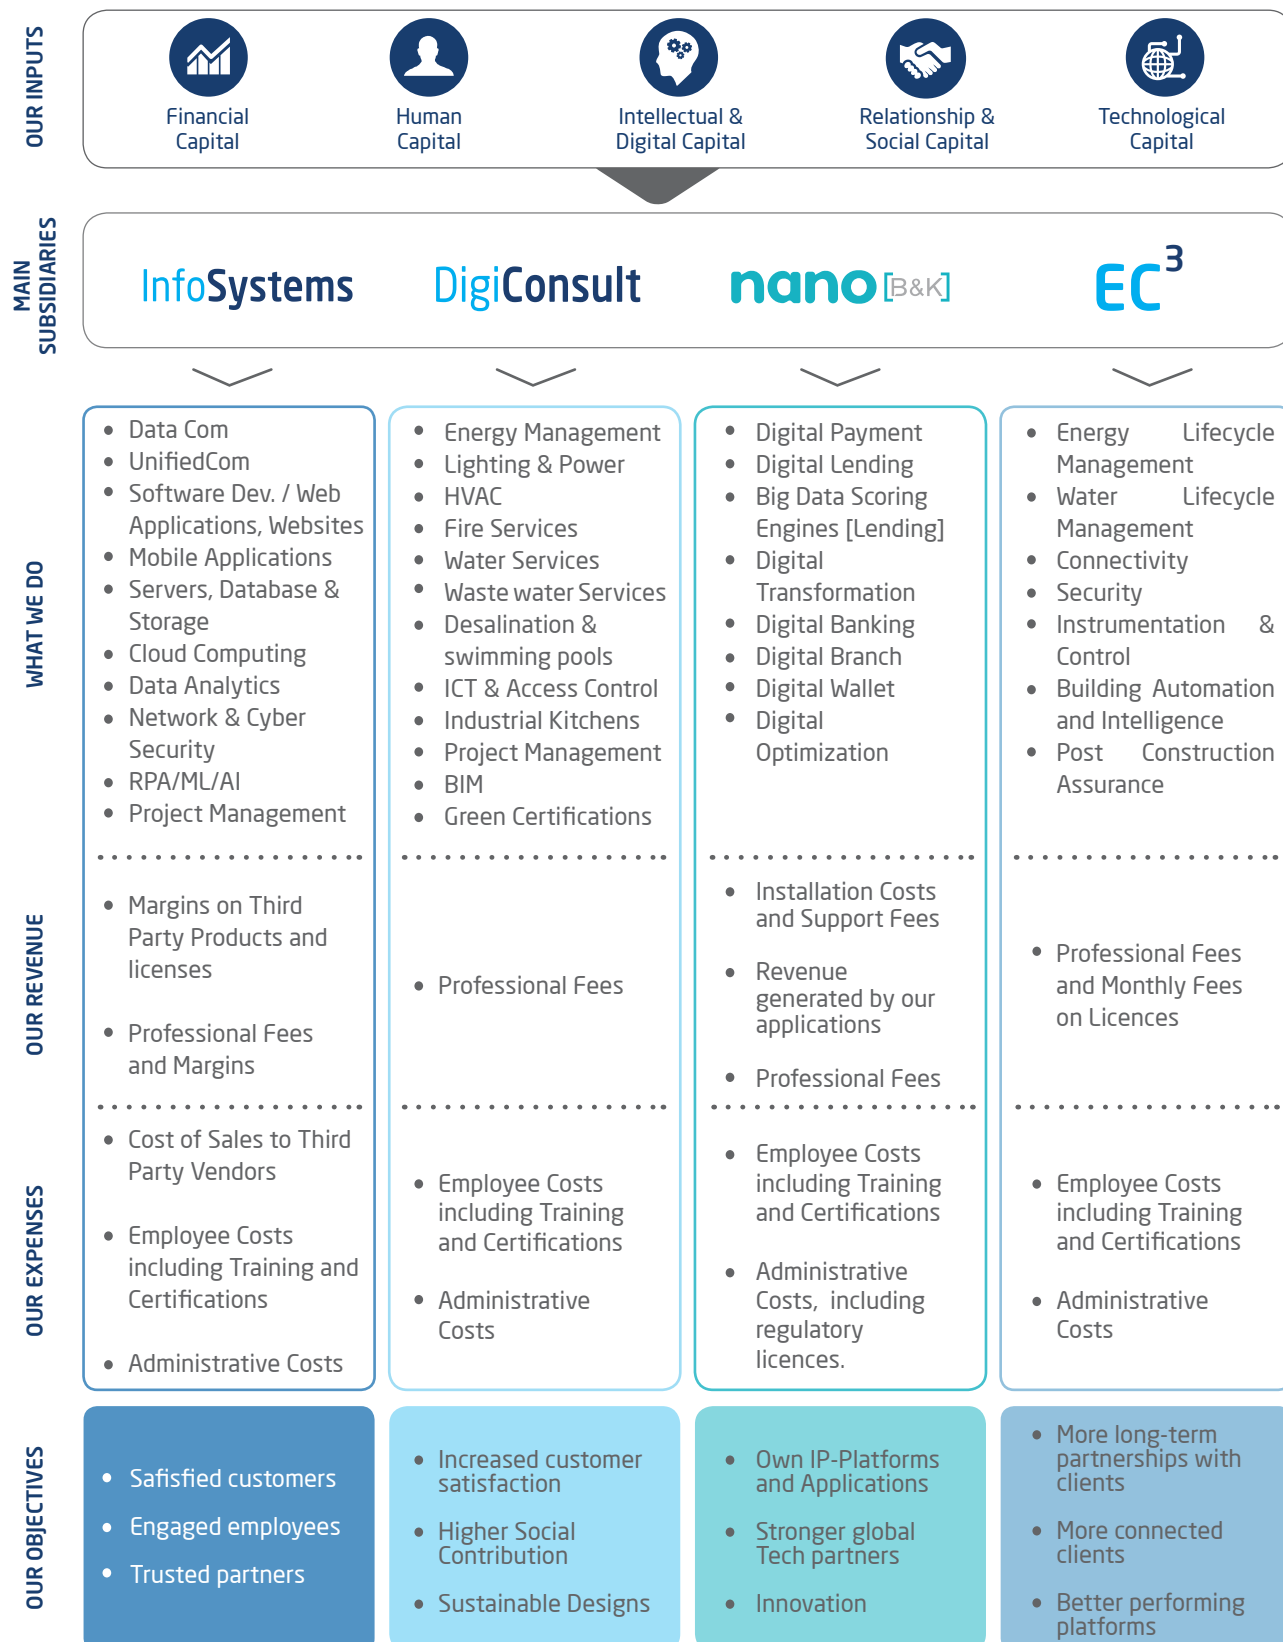 OUR INPUTS
Financial
Capital
Human
Capital
Intellectual &
Digital Capital
Relationship &
Social Capital
Technological
Capital
MAIN
SUBSIDIARIES
InfoSystems
DigiConsult
nano [B&K]
EC³
WHAT WE DO
• Data Com
• UnifiedCom
• Software Dev. / Web
Applications, Websites
• Mobile Applications
• Servers, Database &
Storage
• Cloud Computing
• Data Analytics
• Network & Cyber
Security
• RPA/ML/AI
• Project Management
• Energy Management
• Lighting & Power
• HVAC
• Fire Services
• Water Services
• Waste water Services
• Desalination &
swimming pools
• ICT & Access Control
• Industrial Kitchens
• Project Management
• BIM
• Green Certifications
• Digital Payment
• Digital Lending
• Big Data Scoring
Engines [Lending]
• Digital
Transformation
• Digital Banking
• Digital Branch
• Digital Wallet
• Digital
Optimization
• Energy Lifecycle
Management
• Water Lifecycle
Management
• Connectivity
• Security
• Instrumentation &
Control
• Building Automation
and Intelligence
• Post Construction
Assurance
OUR REVENUE
• Margins on Third
Party Products and
licenses
• Professional Fees
and Margins
• Professional Fees
• Installation Costs
and Support Fees
• Revenue
generated by our
applications
• Professional Fees
• Professional Fees
and Monthly Fees
on Licences
OUR EXPENSES
• Cost of Sales to Third
Party Vendors
• Employee Costs
including Training and
Certifications
• Administrative Costs
• Employee Costs
including Training
and Certifications
• Administrative
Costs
• Employee Costs
including Training
and Certifications
• Administrative
Costs, including
regulatory
licences.
• Employee Costs
including Training
and Certifications
• Administrative
Costs
OUR OBJECTIVES
• Safisfied customers
• Engaged employees
• Trusted partners
• Increased customer
satisfaction
• Higher Social
Contribution
• Sustainable Designs
• Own IP-Platforms
and Applications
• Stronger global
Tech partners
• Innovation
• More long-term
partnerships with
clients
• More connected
clients
• Better performing
platforms